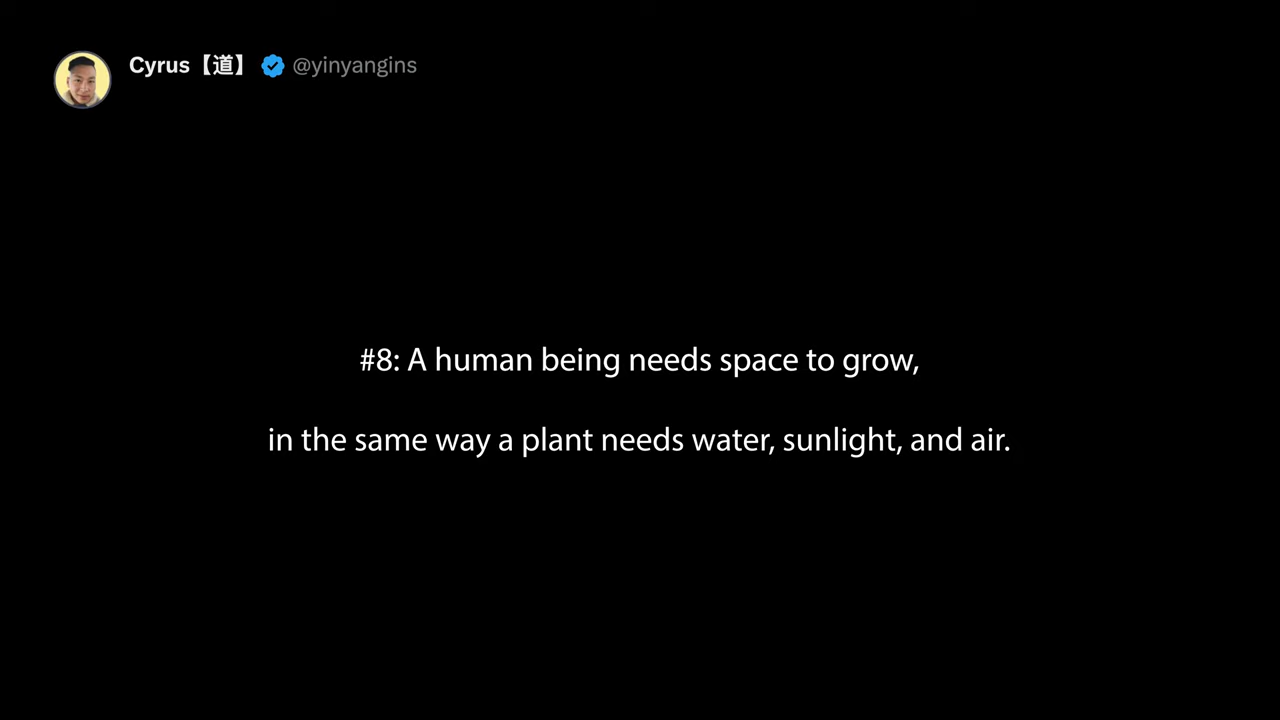 Cyrus【道】 @yinyangins
#8: A human being needs space to grow,
in the same way a plant needs water, sunlight, and air.